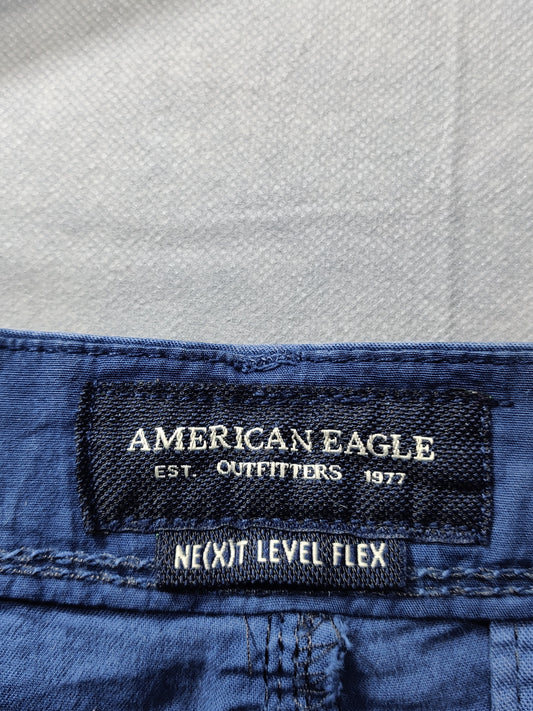 AMERICAN EAGLE
EST. OUTFITTERS 1977
NE(X)T LEVEL FLEX